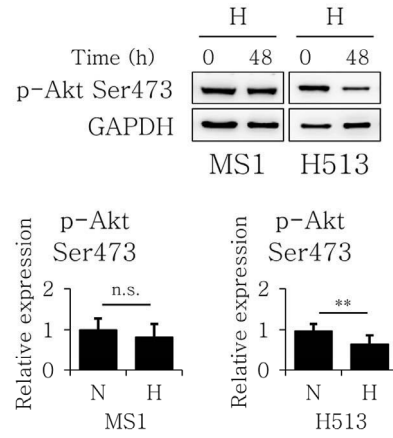 H H
Time (h) 0 48 0 48
p-Akt Ser473
GAPDH
MS1 H513
p-Akt
Ser473
Relative expression
2
n.s.
1
0
N H
MS1
p-Akt
Ser473
Relative expression
2
**
1
0
N H
H513